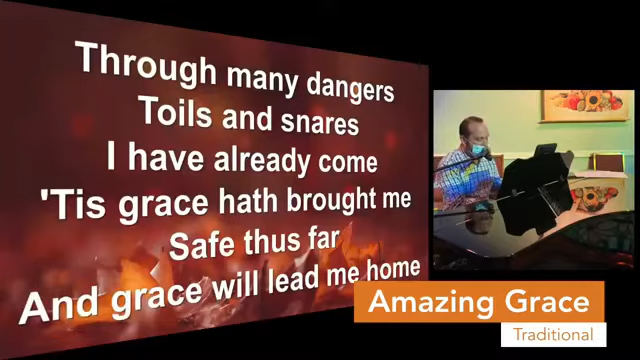 Through many dangers
Toils and snares
I have already come
'Tis grace hath brought me
Safe thus far
And grace will lead me home
Amazing Grace
Traditional